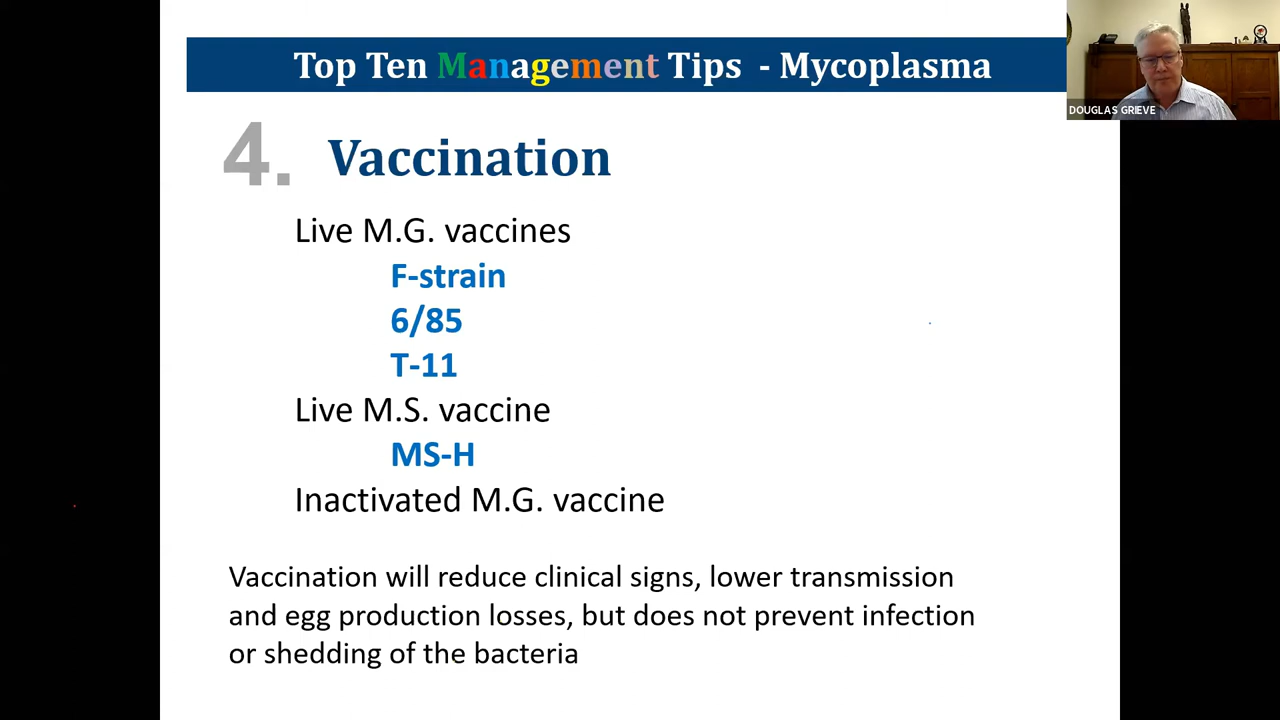 Top Ten Management Tips - Mycoplasma
DOUGLAS GRIEVE
4. Vaccination
Live M.G. vaccines
F-strain
6/85
T-11
Live M.S. vaccine
MS-H
Inactivated M.G. vaccine
Vaccination will reduce clinical signs, lower transmission
and egg production losses, but does not prevent infection
or shedding of the bacteria